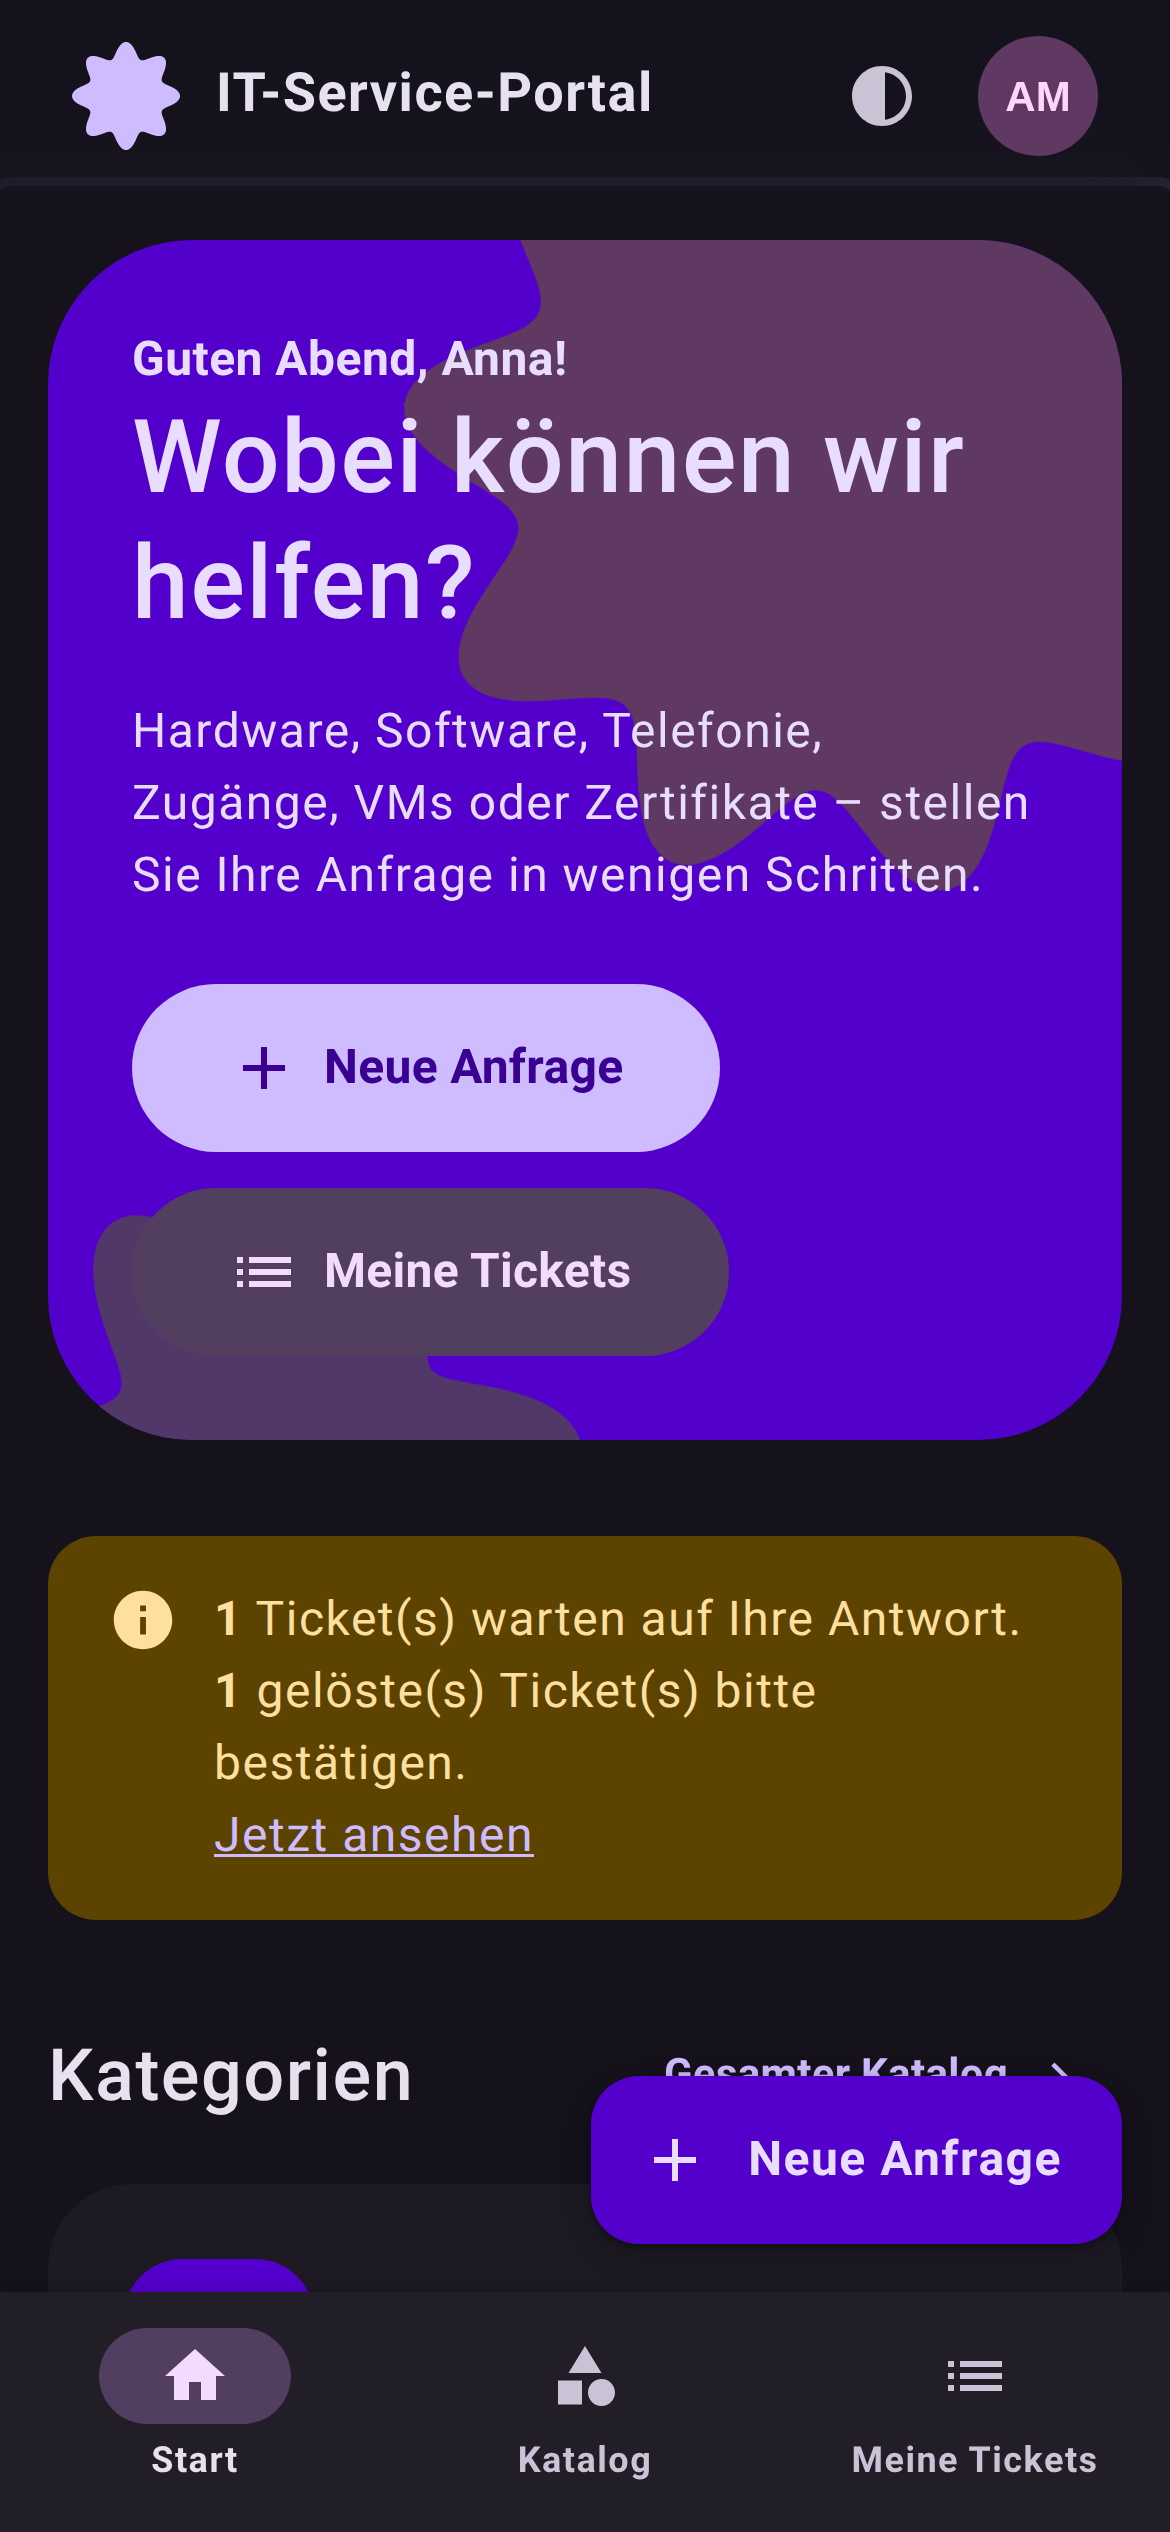 IT-Service-Portal
AM
Guten Abend, Anna!
Wobei können wir
helfen?
Hardware, Software, Telefonie,
Zugänge, VMs oder Zertifikate – stellen
Sie Ihre Anfrage in wenigen Schritten.
Neue Anfrage
Meine Tickets
1 Ticket(s) warten auf Ihre Antwort.
1 gelöste(s) Ticket(s) bitte
bestätigen.
Jetzt ansehen
Kategorien
Gesamter Katalog
Neue Anfrage
Start
Katalog
Meine Tickets